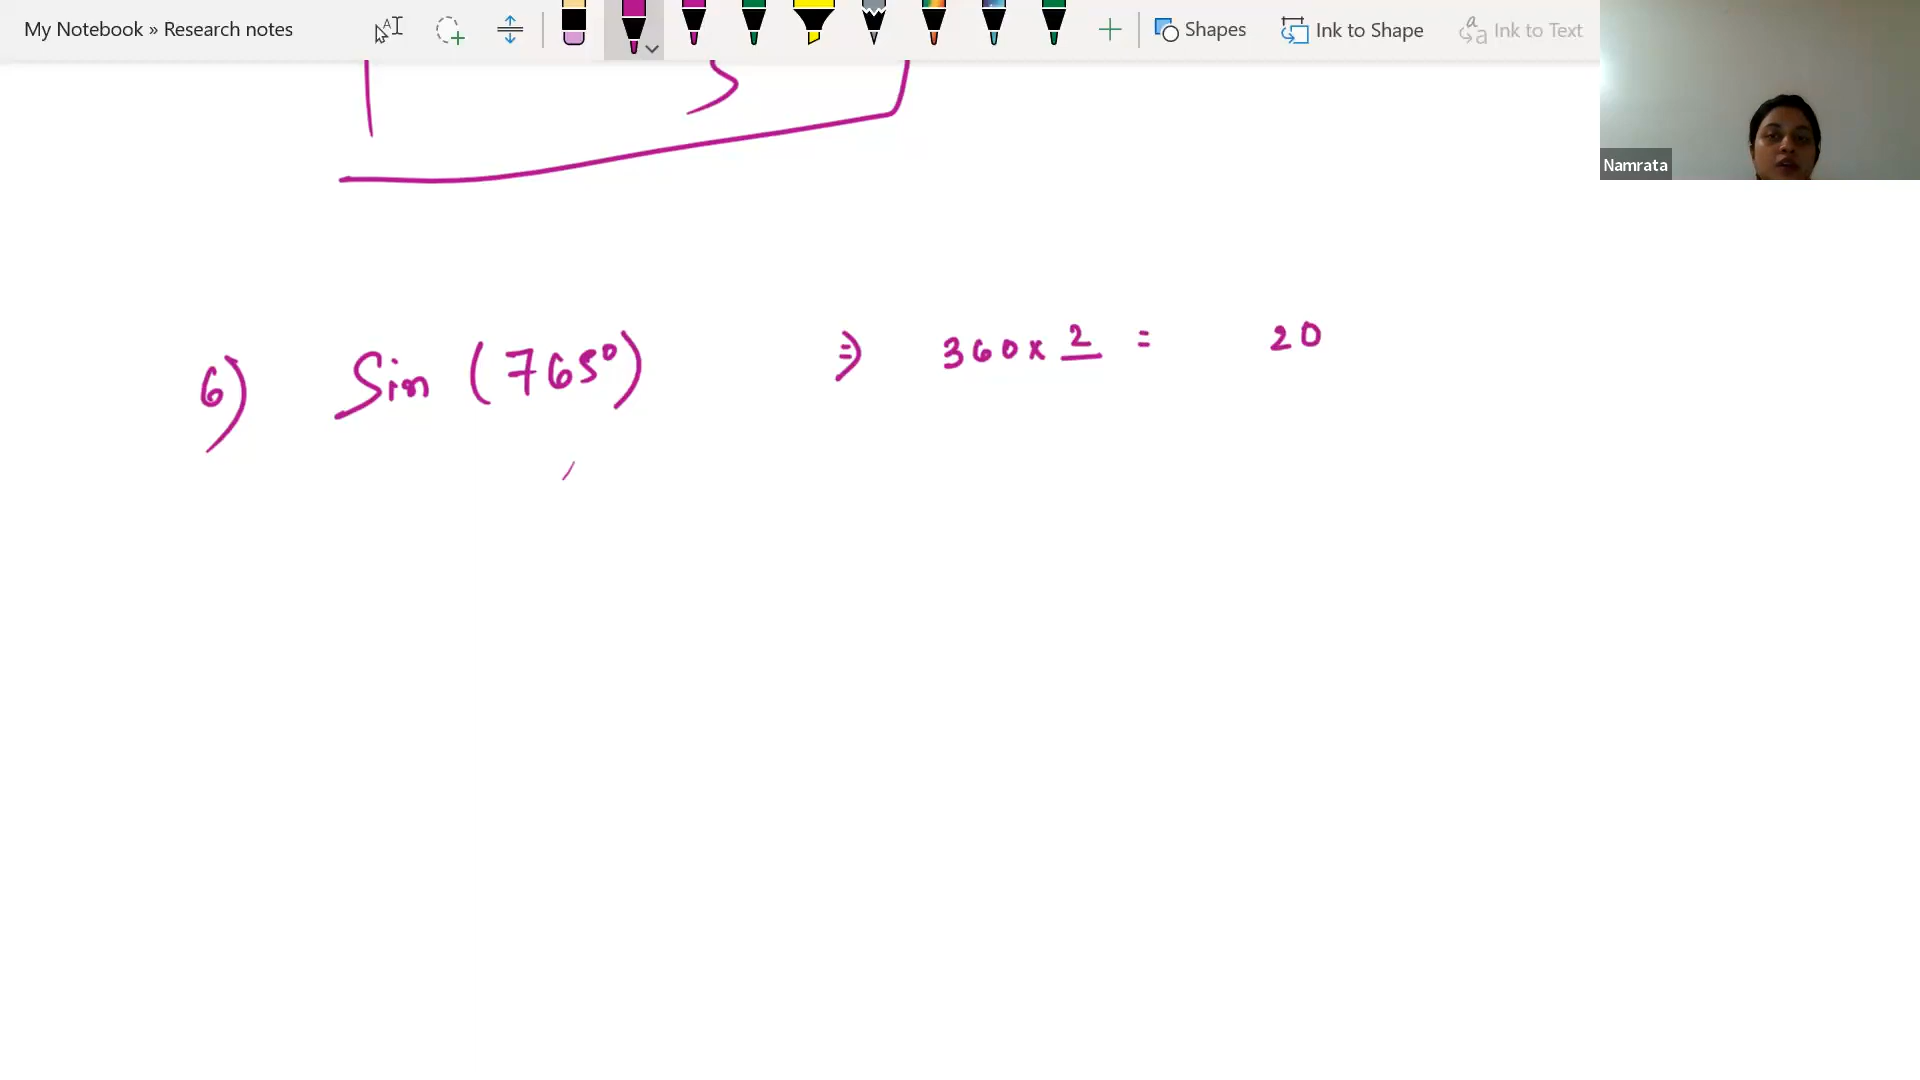 My Notebook » Research notes
Shapes
Ink to Shape
Ink to Text
Namrata
6) Sin (765°) ⇒ 360 x 2 = 20